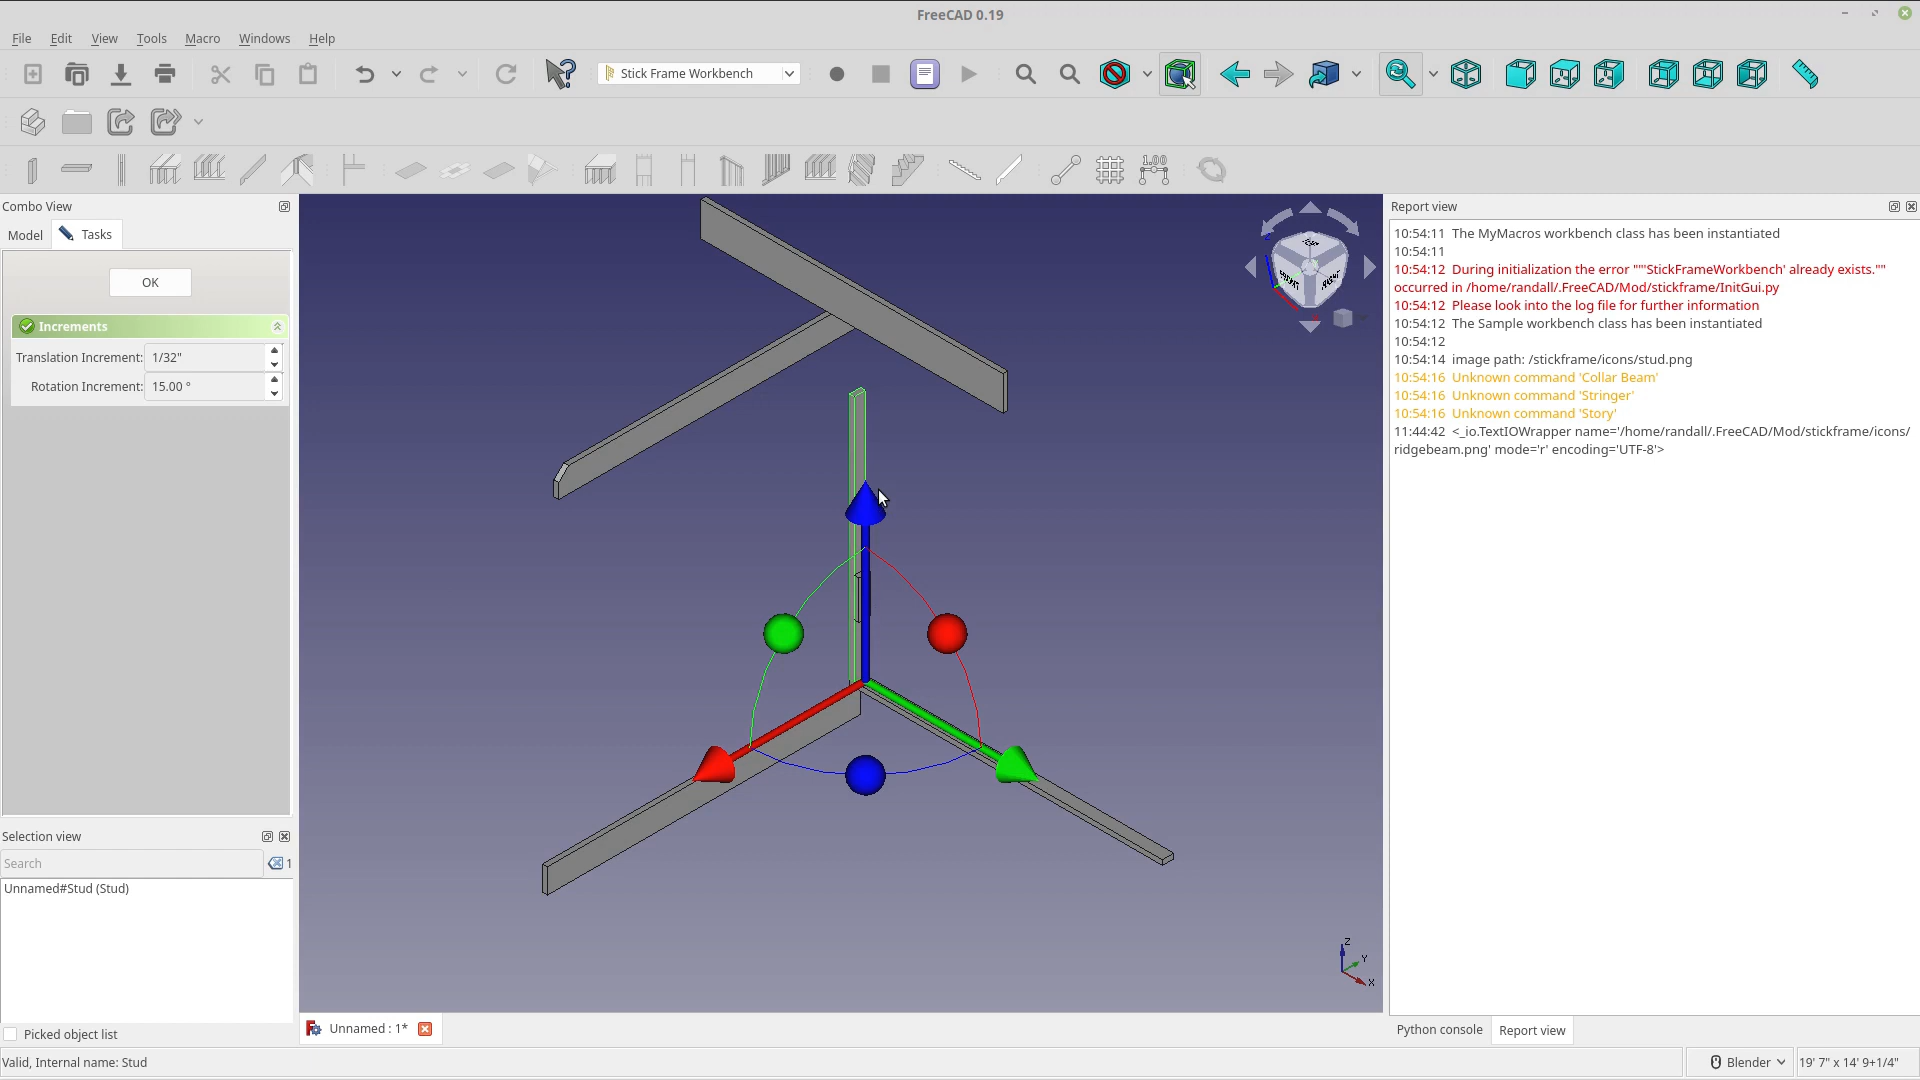 FreeCAD 0.19
File Edit View Tools Macro Windows Help
Stick Frame Workbench
1.00
Combo View
Model Tasks
OK
Increments
Translation Increment: 1/32"
Rotation Increment: 15.00 °
Selection view
Search
1
Unnamed#Stud (Stud)
Picked object list
Valid, Internal name: Stud
Z
Y
X
Unnamed : 1*
Report view
10:54:11 The MyMacros workbench class has been instantiated
10:54:11
10:54:12 During initialization the error """StickFrameWorkbench' already exists.""
occurred in /home/randall/.FreeCAD/Mod/stickframe/InitGui.py
10:54:12 Please look into the log file for further information
10:54:12 The Sample workbench class has been instantiated
10:54:12
10:54:14 image path: /stickframe/icons/stud.png
10:54:16 Unknown command 'Collar Beam'
10:54:16 Unknown command 'Stringer'
10:54:16 Unknown command 'Story'
11:44:42 <_io.TextIOWrapper name='/home/randall/.FreeCAD/Mod/stickframe/icons/
ridgebeam.png' mode='r' encoding='UTF-8'>
Python console Report view
Blender 19' 7" x 14' 9+1/4"